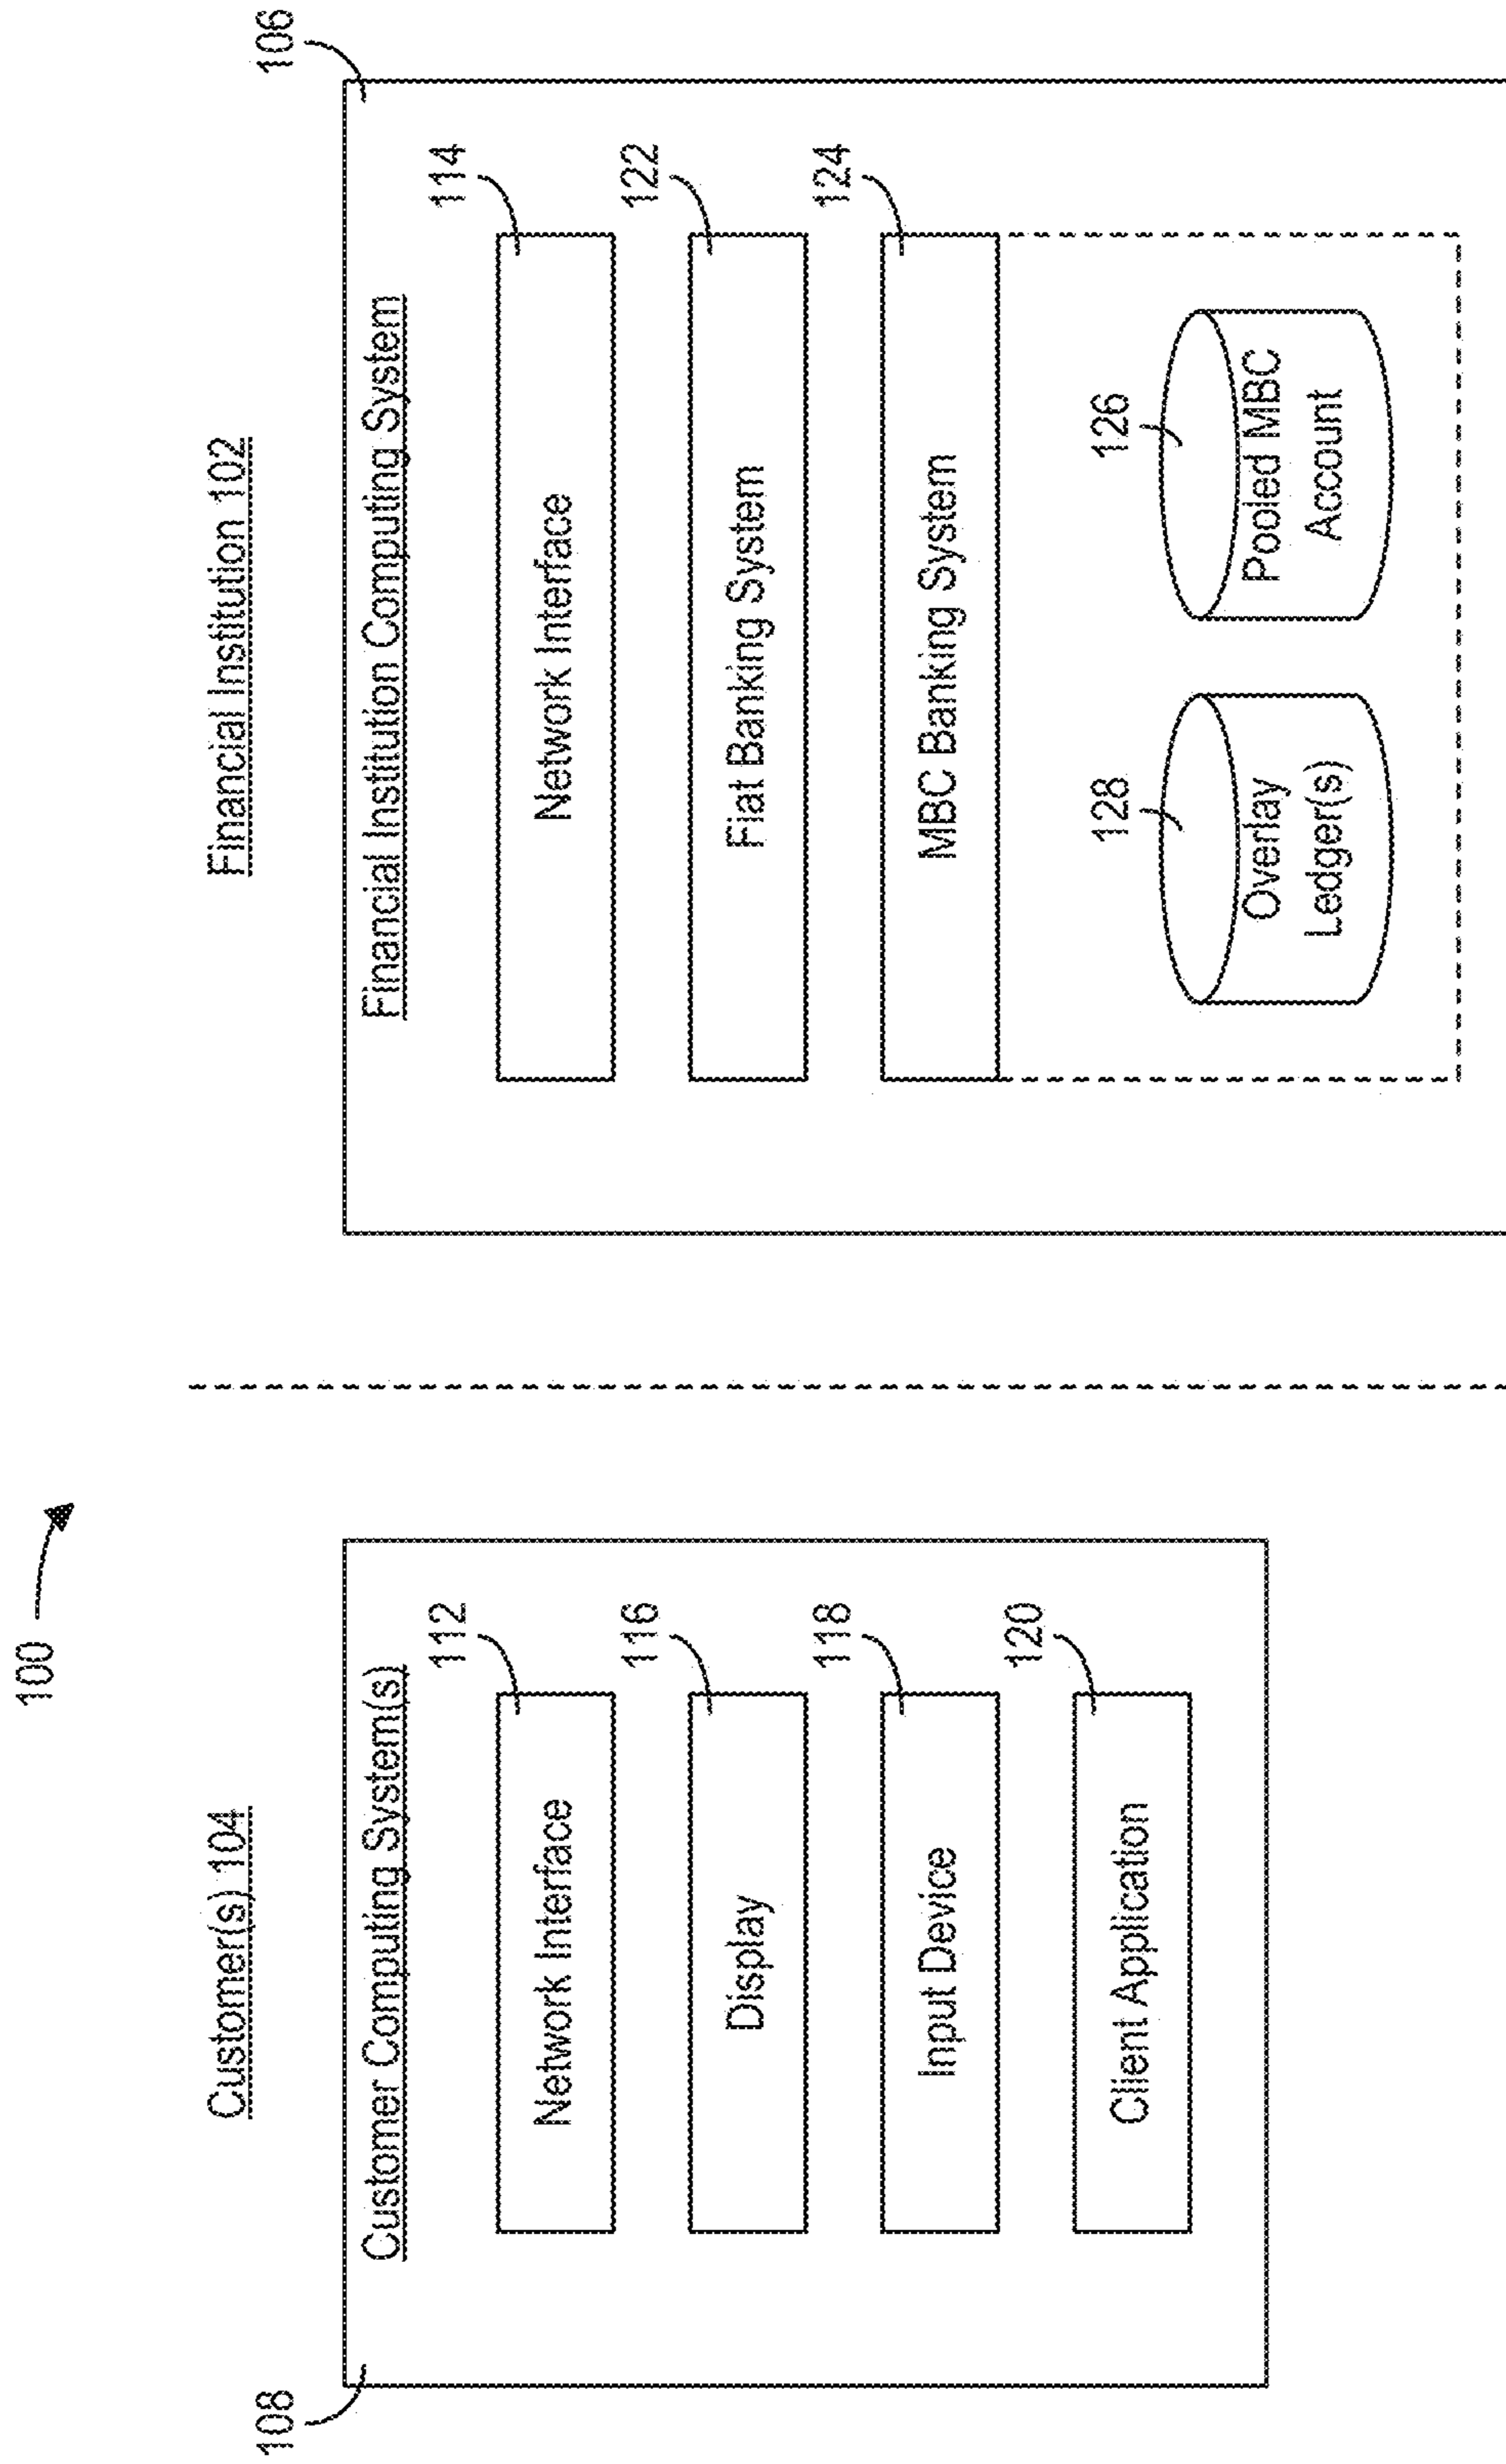 100
Customer(s) 104
108
Customer Computing System(s)
112
Network Interface
116
Display
118
Input Device
120
Client Application
Financial Institution 102
106
Financial Institution Computing System
114
Network Interface
122
Fiat Banking System
124
MBC Banking System
128
Overlay
Ledger(s)
126
Pooled MBC
Account